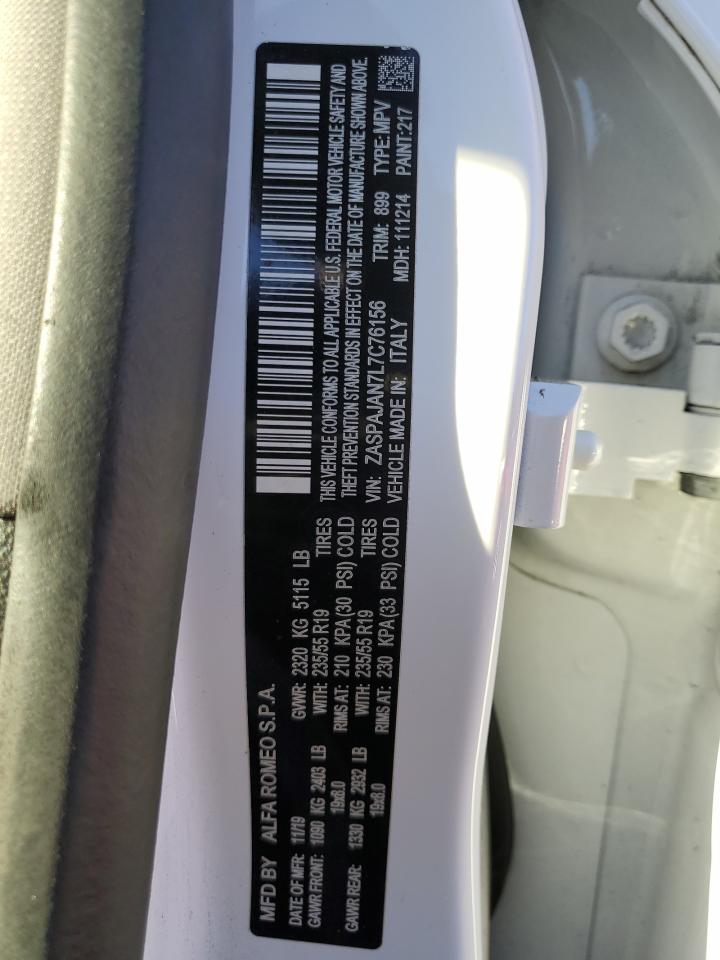 MFD BY ALFA ROMEO S.P.A.
DATE OF MFR: 11/19 GVWR: 2320 KG 5115 LB
GAWR FRONT: 1090 KG 2403 LB WITH: 235/55 R19 TIRES
19x8.0 RIMS AT: 210 KPA(30 PSI) COLD
GAWR REAR: 1330 KG 2932 LB WITH: 235/55 R19 TIRES
19x8.0 RIMS AT: 230 KPA(33 PSI) COLD
THIS VEHICLE CONFORMS TO ALL APPLICABLE U.S. FEDERAL MOTOR VEHICLE SAFETY AND
THEFT PREVENTION STANDARDS IN EFFECT ON THE DATE OF MANUFACTURE SHOWN ABOVE.
VIN: ZASPAJAN7L7C76156 TRIM: 899 TYPE: MPV
VEHICLE MADE IN: ITALY MDH: 111214 PAINT: 217